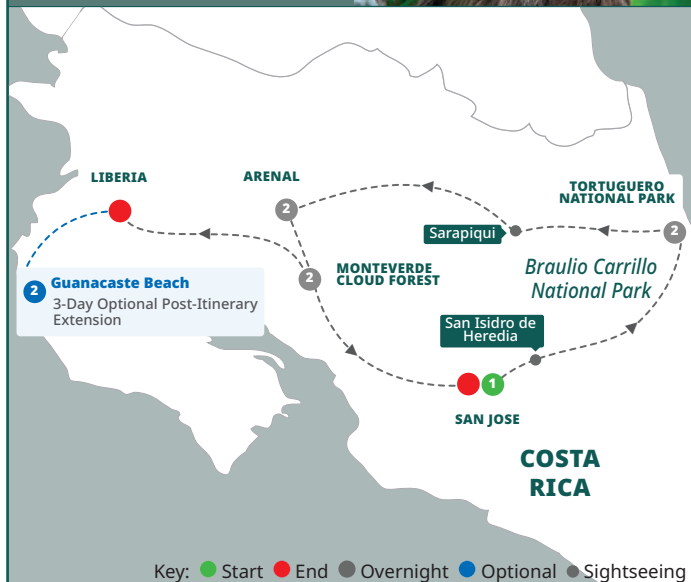 LIBERIA
ARENAL
2
TORTUGUERO
NATIONAL PARK
2
Sarapiqui
2
MONTEVERDE
CLOUD FOREST
Braulio Carrillo
National Park
2
Guanacaste Beach
3-Day Optional Post-Itinerary
Extension
San Isidro de
Heredia
1
SAN JOSE
COSTA
RICA
Key: Start End Overnight Optional Sightseeing